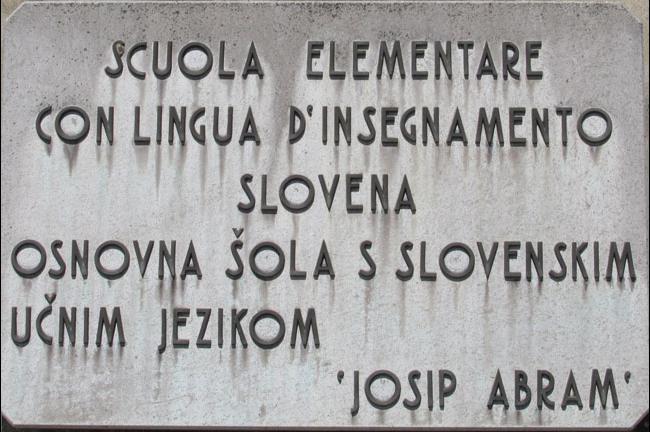 SCUOLA ELEMENTARE
CON LINGUA D'INSEGNAMENTO
SLOVENA
OSNOVNA ŠOLA S SLOVENSKIM
UČNIM JEZIKOM
'JOSIP ABRAM'